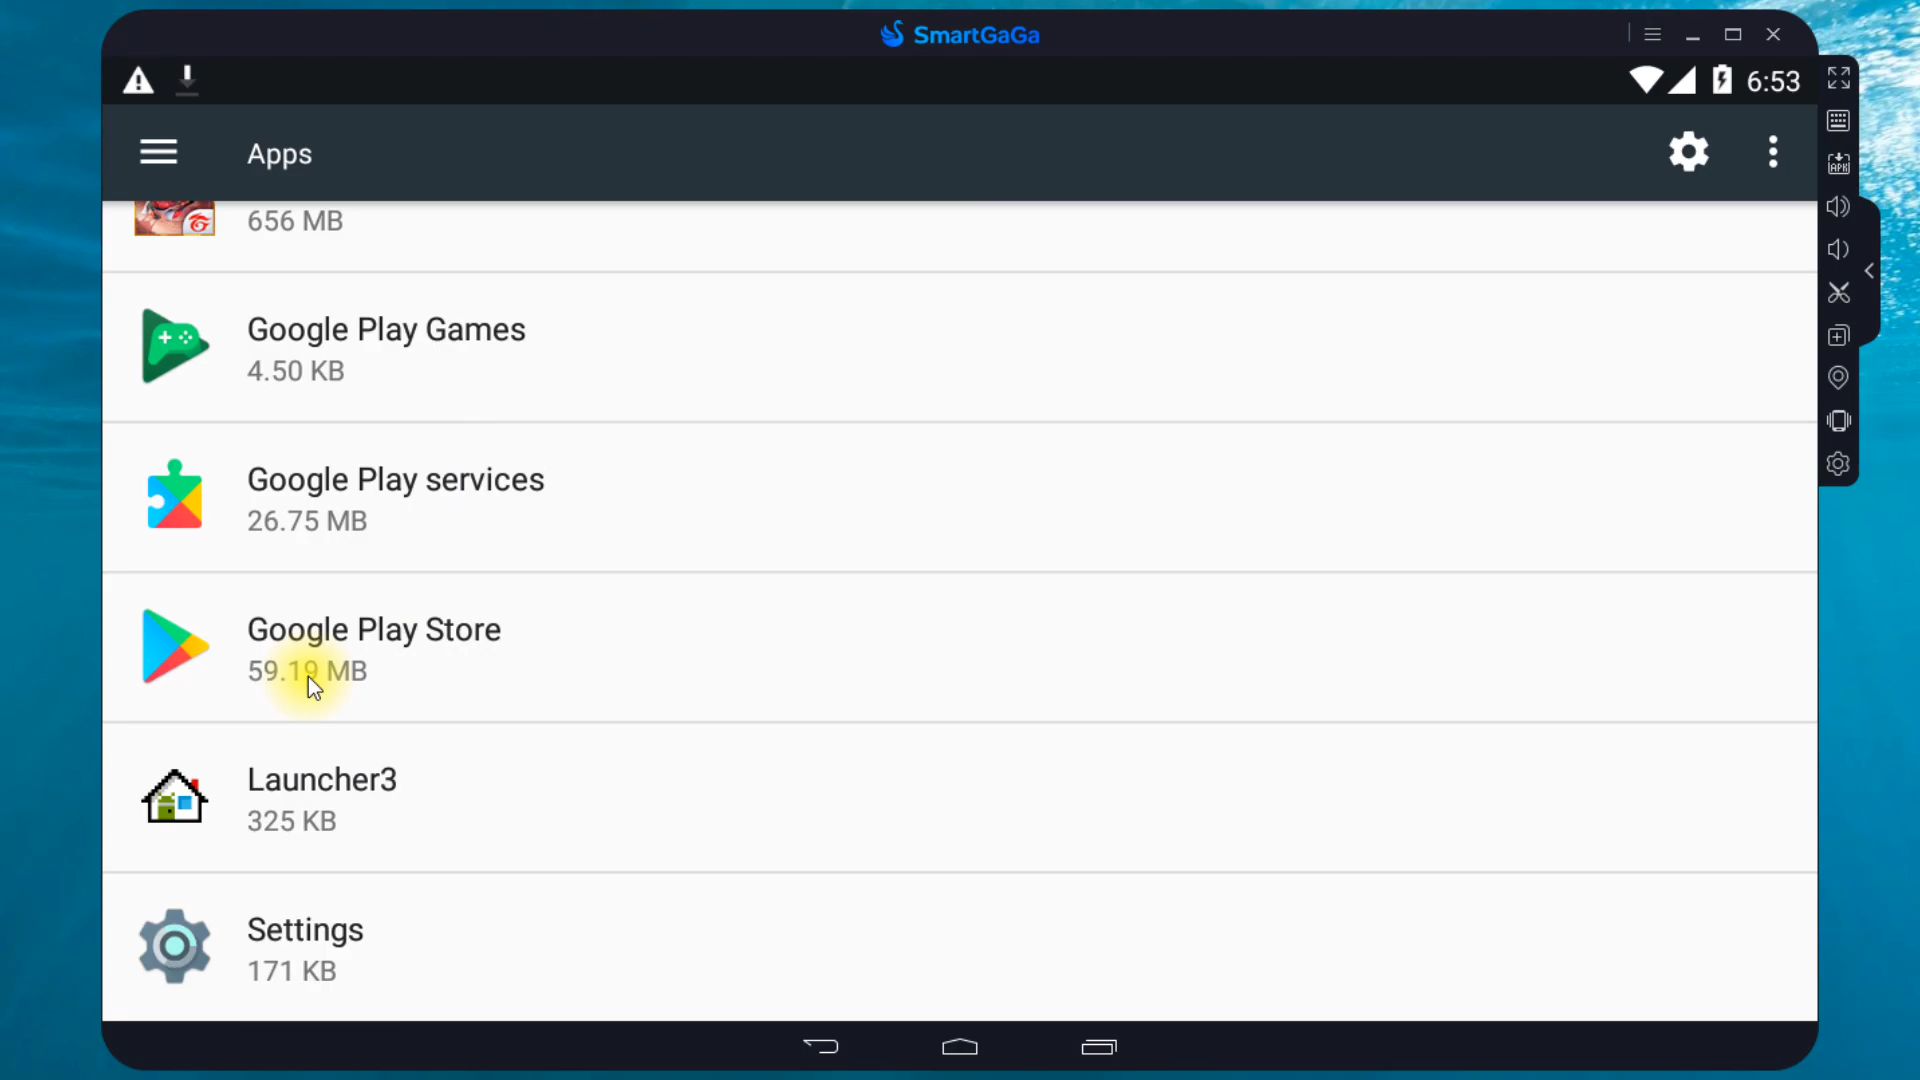 SmartGaGa
6:53
Apps
656 MB
Google Play Games
4.50 KB
Google Play services
26.75 MB
Google Play Store
59.19 MB
Launcher3
325 KB
Settings
171 KB
APK